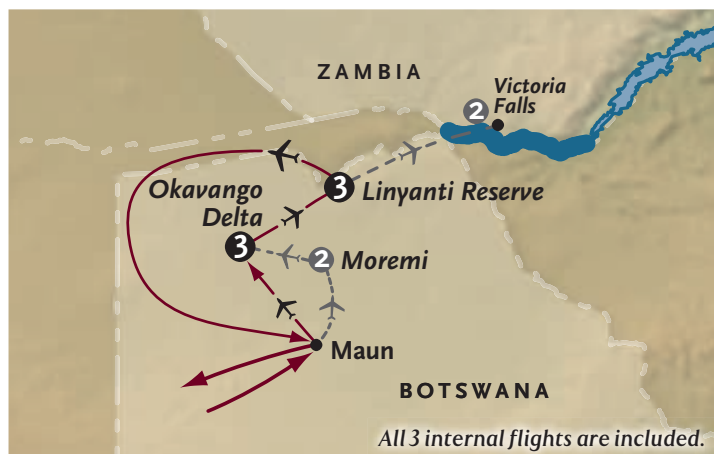 ZAMBIA
Victoria
Falls
2
Okavango
Delta
3
Linyanti Reserve
3
2
Moremi
Maun
BOTSWANA
All 3 internal flights are included.